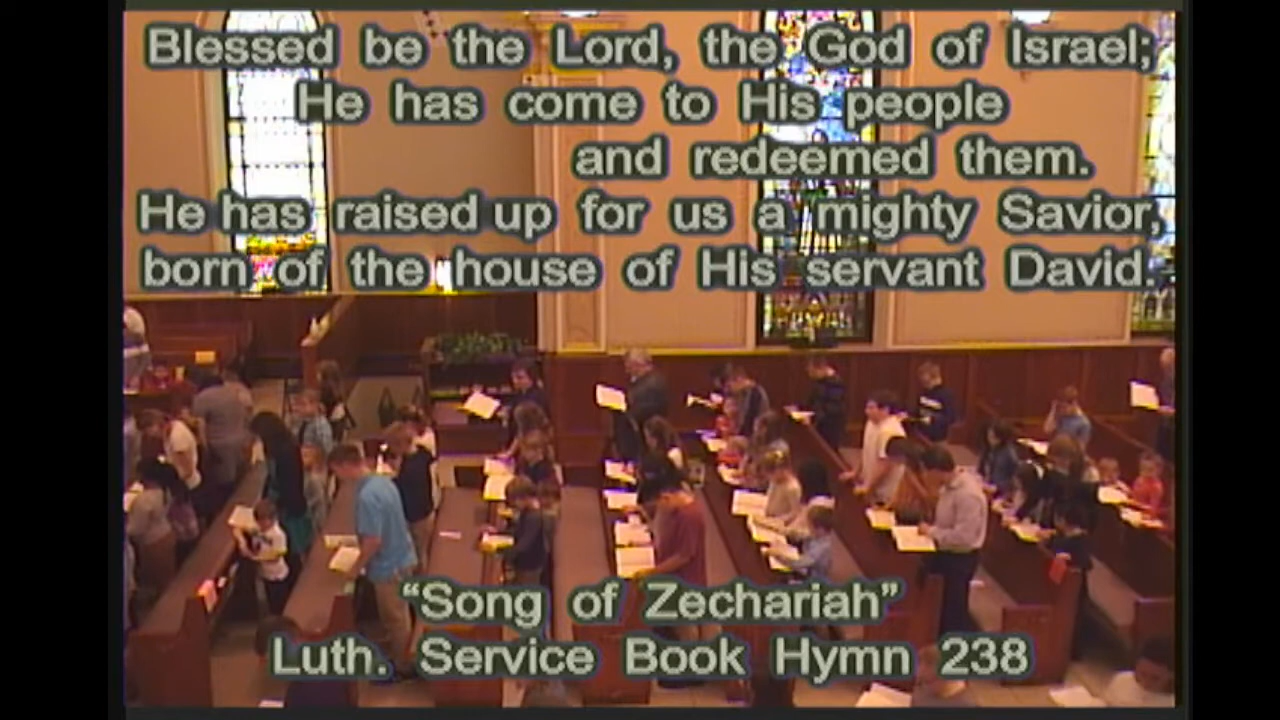 Blessed be the Lord, the God of Israel;
He has come to His people
and redeemed them.
He has raised up for us a mighty Savior,
born of the house of His servant David.
“Song of Zechariah”
Luth. Service Book Hymn 238